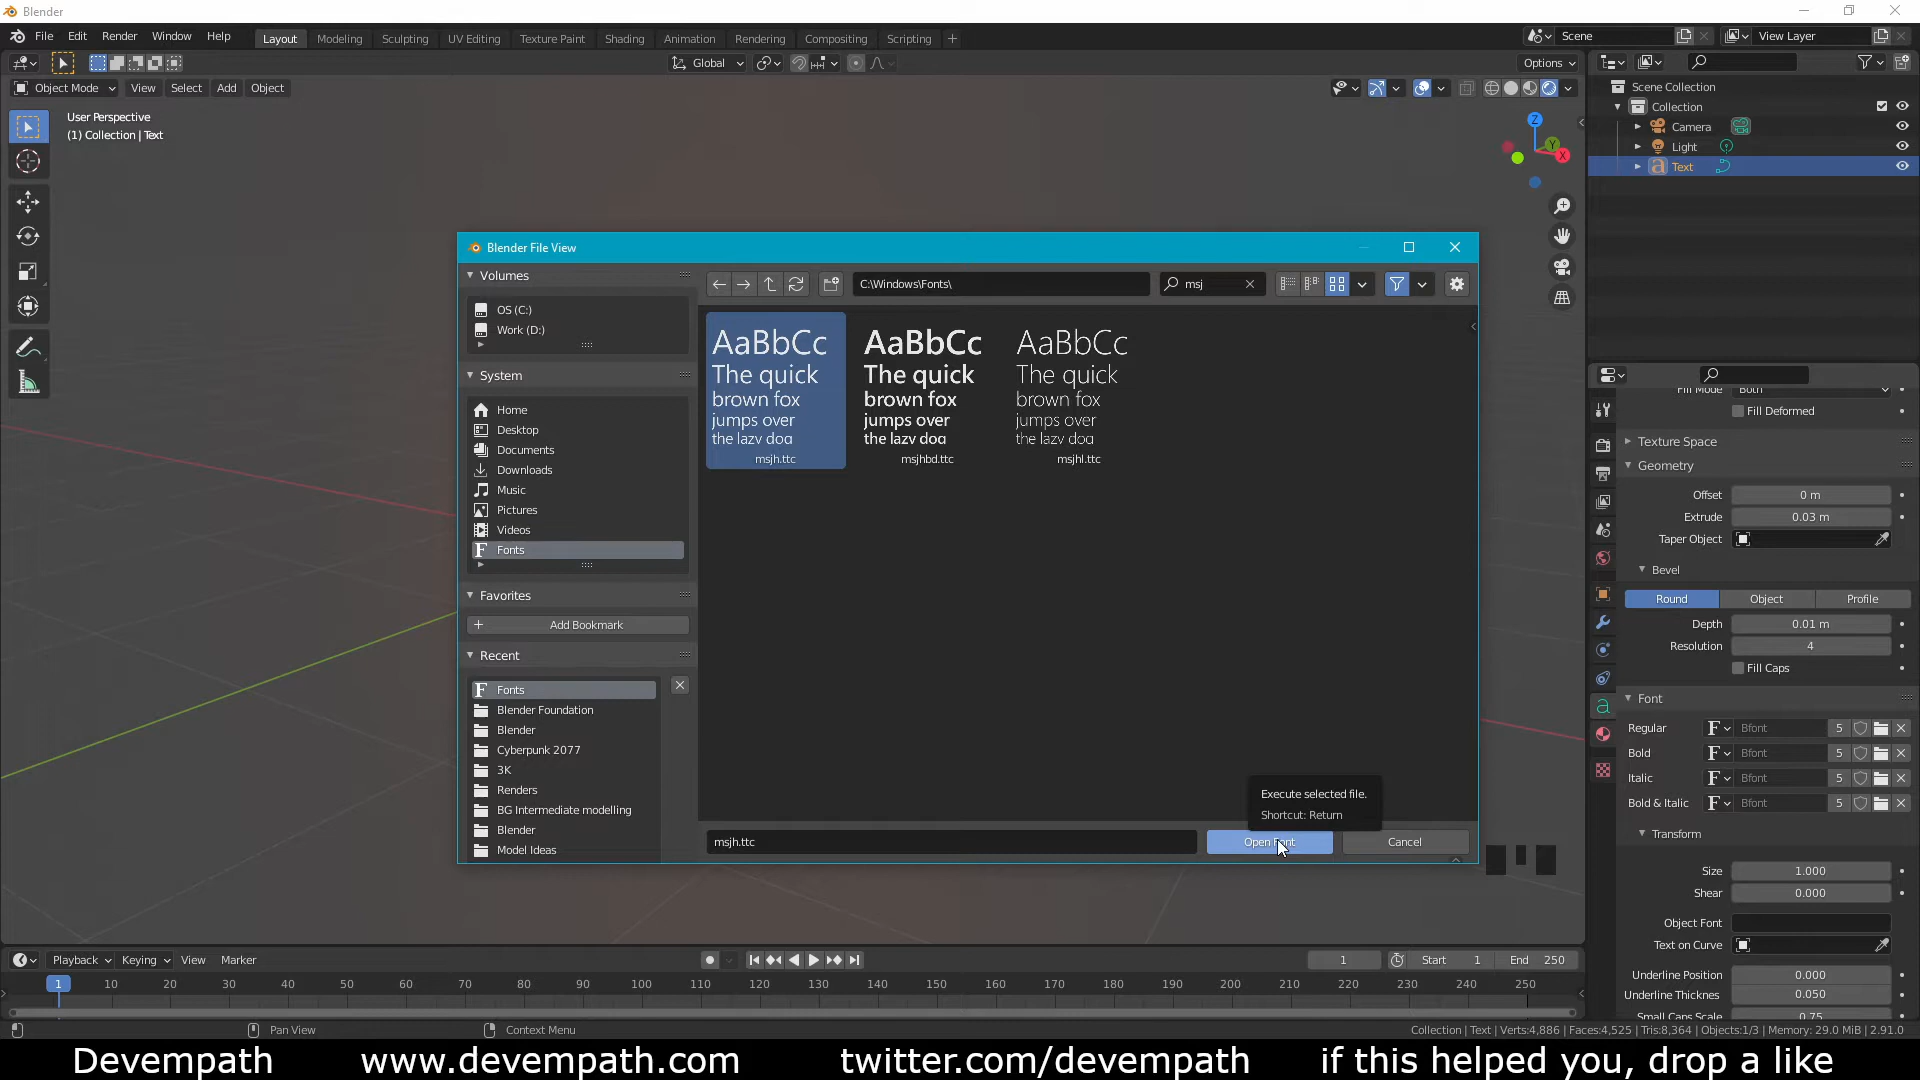 Blender
File Edit Render Window Help Layout Modeling Sculpting UV Editing Texture Paint Shading Animation Rendering Compositing Scripting + Scene View Layer
Global Options
Object Mode View Select Add Object
User Perspective
(1) Collection | Text
Z
Y
X
Scene Collection
Collection
Camera
Light
Text
Blender File View
Volumes
OS (C:)
Work (D:)
System
Home
Desktop
Documents
Downloads
Music
Pictures
Videos
Fonts
Favorites
Add Bookmark
Recent
Fonts
Blender Foundation
Blender
Cyberpunk 2077
3K
Renders
BG Intermediate modelling
Blender
Model Ideas
C:\Windows\Fonts\ msj
AaBbCc
The quick
brown fox
jumps over
the lazy dog
msjh.ttc
AaBbCc
The quick
brown fox
jumps over
the lazy dog
msjhbd.ttc
AaBbCc
The quick
brown fox
jumps over
the lazy dog
msjhl.ttc
Execute selected file.
Shortcut: Return
msjh.ttc Open Font Cancel
Fill Mode Both
Fill Deformed
Texture Space
Geometry
Offset 0 m
Extrude 0.03 m
Taper Object
Bevel
Round Object Profile
Depth 0.01 m
Resolution 4
Fill Caps
Font
Regular F Bfont 5
Bold F Bfont 5
Italic F Bfont 5
Bold & Italic F Bfont 5
Transform
Size 1.000
Shear 0.000
Object Font
Text on Curve
Underline Position 0.000
Underline Thicknes 0.050
Small Caps Scale 0.75
Playback Keying View Marker 1 Start 1 End 250
1 10 20 30 40 50 60 70 80 90 100 110 120 130 140 150 160 170 180 190 200 210 220 230 240 250
Pan View Context Menu Collection | Text | Verts:4,886 | Faces:4,525 | Tris:8,364 | Objects:1/3 | Memory: 29.0 MiB | 2.91.0
Devempath www.devempath.com twitter.com/devempath if this helped you, drop a like